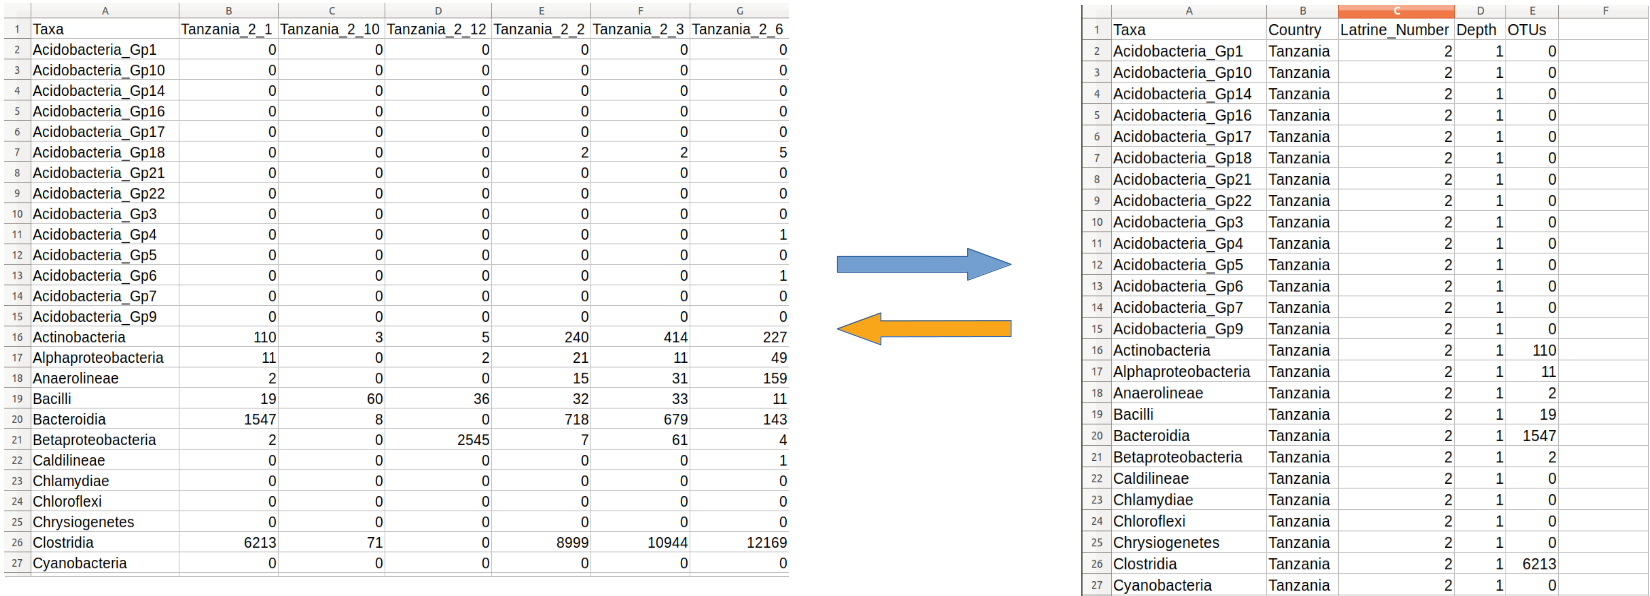 A B C D E F G
1 Taxa Tanzania_2_1 Tanzania_2_10 Tanzania_2_12 Tanzania_2_2 Tanzania_2_3 Tanzania_2_6
2 Acidobacteria_Gp1 0 0 0 0 0 0
3 Acidobacteria_Gp10 0 0 0 0 0 0
4 Acidobacteria_Gp14 0 0 0 0 0 0
5 Acidobacteria_Gp16 0 0 0 0 0 0
6 Acidobacteria_Gp17 0 0 0 0 0 0
7 Acidobacteria_Gp18 0 0 0 2 2 5
8 Acidobacteria_Gp21 0 0 0 0 0 0
9 Acidobacteria_Gp22 0 0 0 0 0 0
10 Acidobacteria_Gp3 0 0 0 0 0 0
11 Acidobacteria_Gp4 0 0 0 0 0 1
12 Acidobacteria_Gp5 0 0 0 0 0 0
13 Acidobacteria_Gp6 0 0 0 0 0 1
14 Acidobacteria_Gp7 0 0 0 0 0 0
15 Acidobacteria_Gp9 0 0 0 0 0 0
16 Actinobacteria 110 3 5 240 414 227
17 Alphaproteobacteria 11 0 2 21 11 49
18 Anaerolineae 2 0 0 15 31 159
19 Bacilli 19 60 36 32 33 11
20 Bacteroidia 1547 8 0 718 679 143
21 Betaproteobacteria 2 0 2545 7 61 4
22 Caldilineae 0 0 0 0 0 1
23 Chlamydiae 0 0 0 0 0 0
24 Chloroflexi 0 0 0 0 0 0
25 Chrysiogenetes 0 0 0 0 0 0
26 Clostridia 6213 71 0 8999 10944 12169
27 Cyanobacteria 0 0 0 0 0 0
A B C D E F
1 Taxa Country Latrine_Number Depth OTUs
2 Acidobacteria_Gp1 Tanzania 2 1 0
3 Acidobacteria_Gp10 Tanzania 2 1 0
4 Acidobacteria_Gp14 Tanzania 2 1 0
5 Acidobacteria_Gp16 Tanzania 2 1 0
6 Acidobacteria_Gp17 Tanzania 2 1 0
7 Acidobacteria_Gp18 Tanzania 2 1 0
8 Acidobacteria_Gp21 Tanzania 2 1 0
9 Acidobacteria_Gp22 Tanzania 2 1 0
10 Acidobacteria_Gp3 Tanzania 2 1 0
11 Acidobacteria_Gp4 Tanzania 2 1 0
12 Acidobacteria_Gp5 Tanzania 2 1 0
13 Acidobacteria_Gp6 Tanzania 2 1 0
14 Acidobacteria_Gp7 Tanzania 2 1 0
15 Acidobacteria_Gp9 Tanzania 2 1 0
16 Actinobacteria Tanzania 2 1 110
17 Alphaproteobacteria Tanzania 2 1 11
18 Anaerolineae Tanzania 2 1 2
19 Bacilli Tanzania 2 1 19
20 Bacteroidia Tanzania 2 1 1547
21 Betaproteobacteria Tanzania 2 1 2
22 Caldilineae Tanzania 2 1 0
23 Chlamydiae Tanzania 2 1 0
24 Chloroflexi Tanzania 2 1 0
25 Chrysiogenetes Tanzania 2 1 0
26 Clostridia Tanzania 2 1 6213
27 Cyanobacteria Tanzania 2 1 0